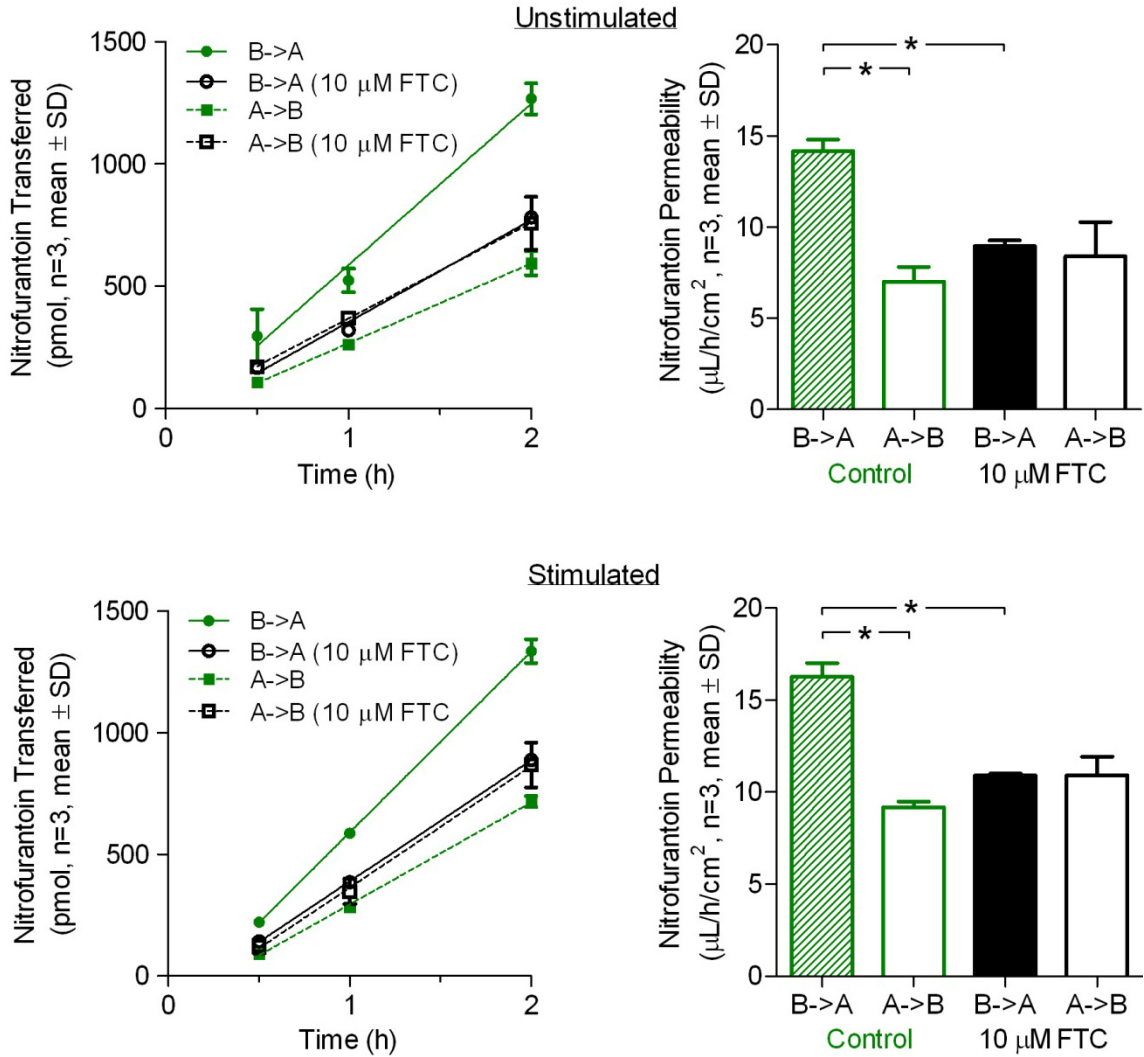 Unstimulated
Nitrofurantoin Transferred
(pmol, n=3, mean ± SD)
1500
1000
500
0
B->A
B->A (10 μM FTC)
A->B
A->B (10 μM FTC)
0
1
2
Time (h)
Nitrofurantoin Permeability
(μL/h/cm², n=3, mean ± SD)
20
15
10
5
0
*
*
B->A A->B B->A A->B
Control 10 μM FTC
Stimulated
Nitrofurantoin Transferred
(pmol, n=3, mean ± SD)
1500
1000
500
0
B->A
B->A (10 μM FTC)
A->B
A->B (10 μM FTC
0
1
2
Time (h)
Nitrofurantoin Permeability
(μL/h/cm², n=3, mean ± SD)
20
15
10
5
0
*
*
B->A A->B B->A A->B
Control 10 μM FTC